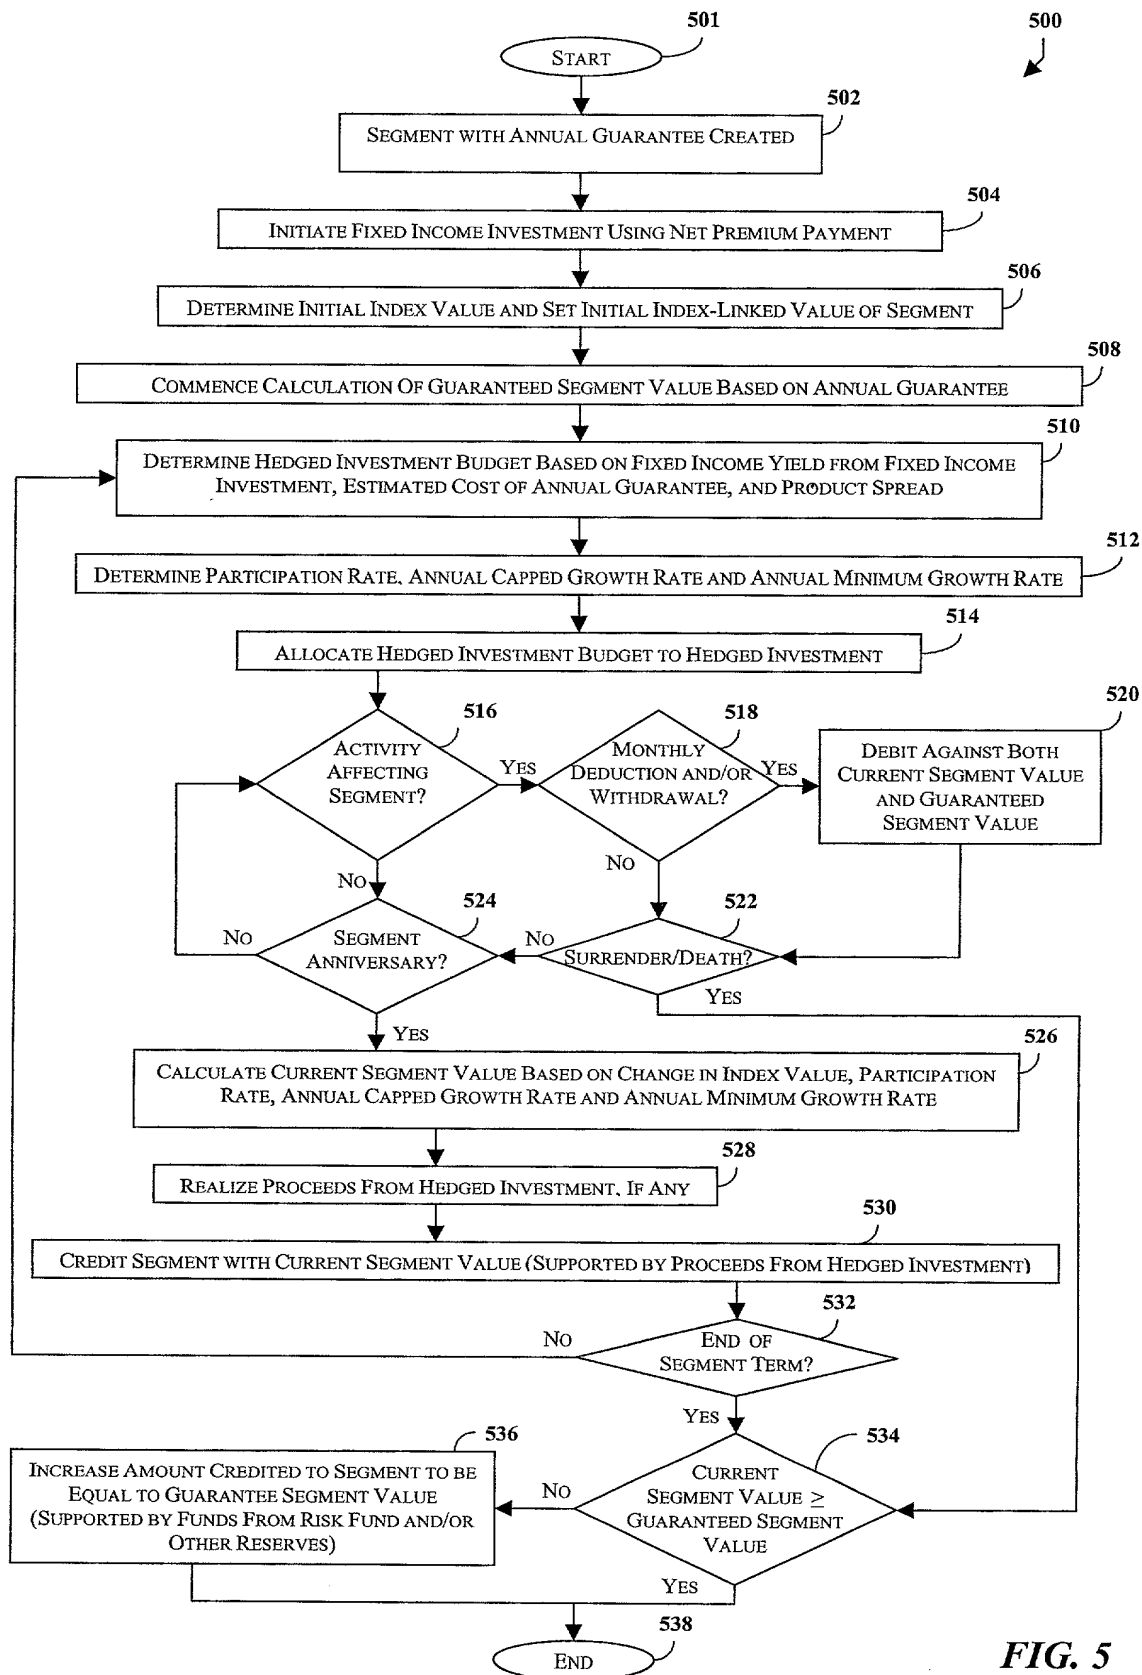 501
500
START
502
SEGMENT WITH ANNUAL GUARANTEE CREATED
504
INITIATE FIXED INCOME INVESTMENT USING NET PREMIUM PAYMENT
506
DETERMINE INITIAL INDEX VALUE AND SET INITIAL INDEX-LINKED VALUE OF SEGMENT
508
COMMENCE CALCULATION OF GUARANTEED SEGMENT VALUE BASED ON ANNUAL GUARANTEE
510
DETERMINE HEDGED INVESTMENT BUDGET BASED ON FIXED INCOME YIELD FROM FIXED INCOME
INVESTMENT, ESTIMATED COST OF ANNUAL GUARANTEE, AND PRODUCT SPREAD
512
DETERMINE PARTICIPATION RATE, ANNUAL CAPPED GROWTH RATE AND ANNUAL MINIMUM GROWTH RATE
514
ALLOCATE HEDGED INVESTMENT BUDGET TO HEDGED INVESTMENT
516
ACTIVITY
AFFECTING
SEGMENT?
YES
NO
518
MONTHLY
DEDUCTION AND/OR
WITHDRAWAL?
YES
NO
520
DEBIT AGAINST BOTH
CURRENT SEGMENT VALUE
AND GUARANTEED
SEGMENT VALUE
522
SURRENDER/DEATH?
NO
YES
524
SEGMENT
ANNIVERSARY?
NO
YES
526
CALCULATE CURRENT SEGMENT VALUE BASED ON CHANGE IN INDEX VALUE, PARTICIPATION
RATE, ANNUAL CAPPED GROWTH RATE AND ANNUAL MINIMUM GROWTH RATE
528
REALIZE PROCEEDS FROM HEDGED INVESTMENT, IF ANY
530
CREDIT SEGMENT WITH CURRENT SEGMENT VALUE (SUPPORTED BY PROCEEDS FROM HEDGED INVESTMENT)
532
END OF
SEGMENT TERM?
NO
YES
534
CURRENT
SEGMENT VALUE ≥
GUARANTEED SEGMENT
VALUE
NO
YES
536
INCREASE AMOUNT CREDITED TO SEGMENT TO BE
EQUAL TO GUARANTEE SEGMENT VALUE
(SUPPORTED BY FUNDS FROM RISK FUND AND/OR
OTHER RESERVES)
538
END
FIG. 5